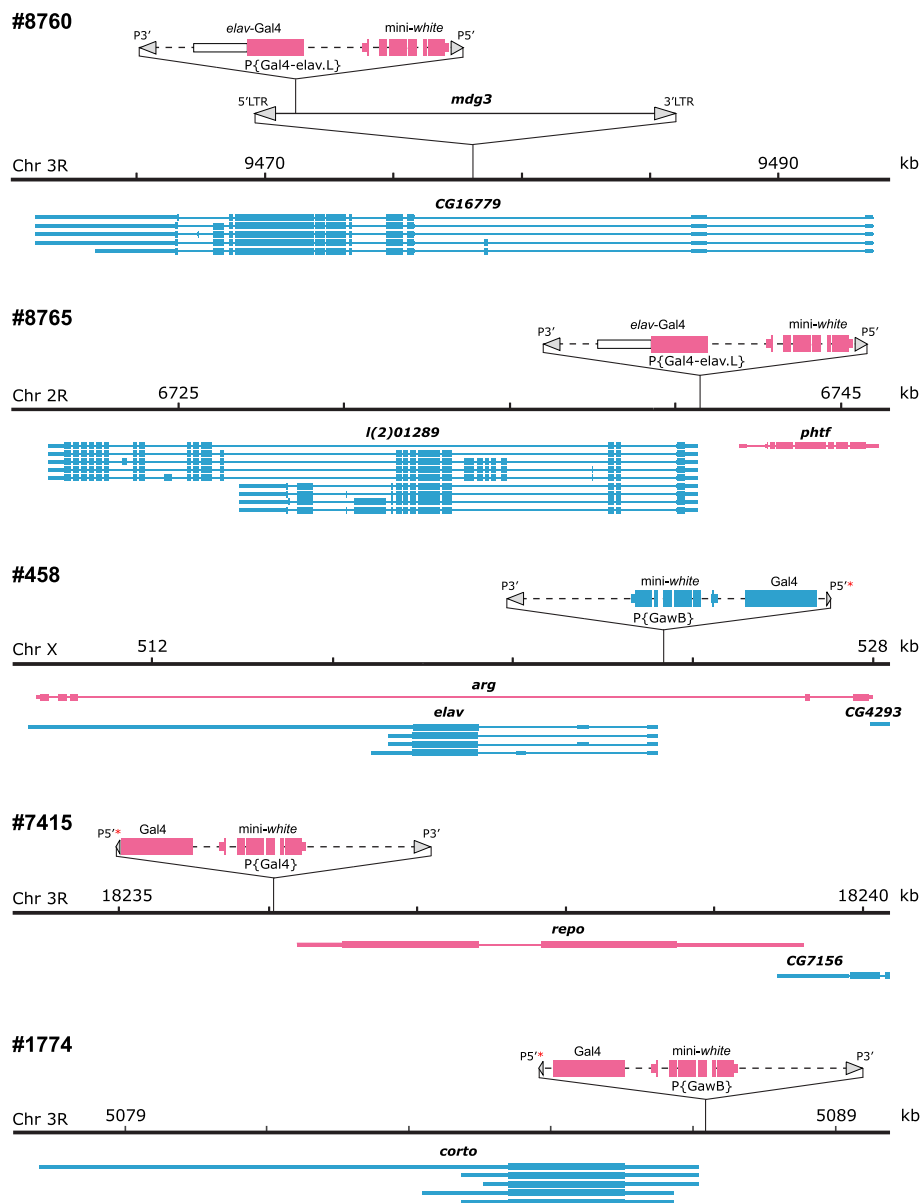 #8760
P3′ elav-Gal4 mini-white P5′
P{Gal4-elav.L}
5′LTR mdg3 3′LTR
Chr 3R 9470 9490 kb
CG16779
#8765
P3′ elav-Gal4 mini-white P5′
P{Gal4-elav.L}
Chr 2R 6725 6745 kb
l(2)01289 phtf
#458
P3′ mini-white Gal4 P5′*
P{GawB}
Chr X 512 528 kb
arg
elav CG4293
#7415
P5′* Gal4 mini-white P3′
P{Gal4}
Chr 3R 18235 18240 kb
repo
CG7156
#1774
P5′* Gal4 mini-white P3′
P{GawB}
Chr 3R 5079 5089 kb
corto